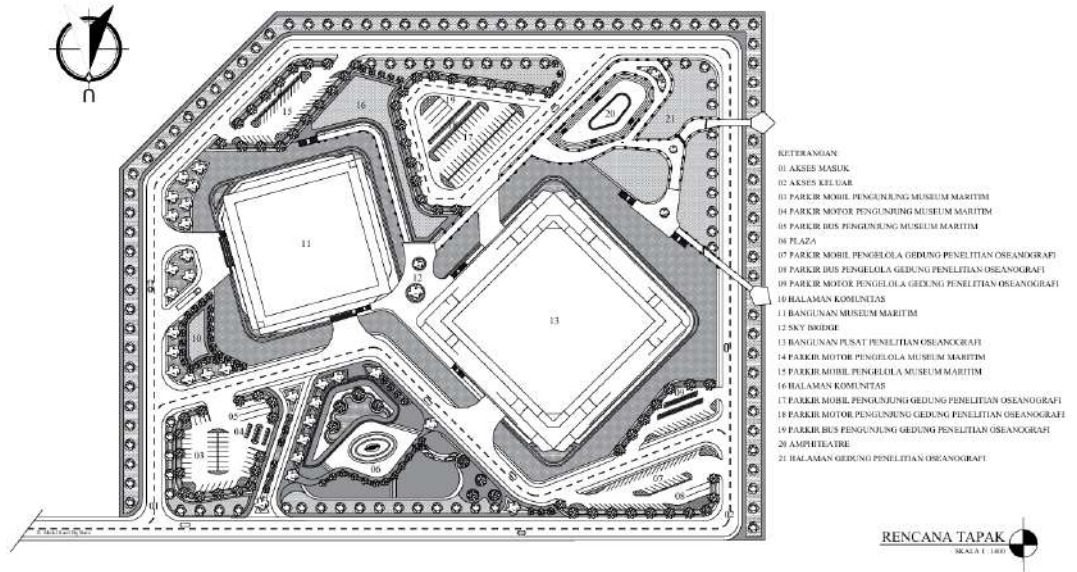 n
15
16
19
17
20
21
11
12
13
10
05
04
03
06
09
07
08
01
02
KETERANGAN:
01 AKSES MASUK
02 AKSES KELUAR
03 PARKIR MOBIL PENGUNJUNG MUSEUM MARITIM
04 PARKIR MOTOR PENGUNJUNG MUSEUM MARITIM
05 PARKIR BUS PENGUNJUNG MUSEUM MARITIM
06 PLAZA
07 PARKIR MOBIL PENGELOLA GEDUNG PENELITIAN OSEANOGRAFI
08 PARKIR BUS PENGELOLA GEDUNG PENELITIAN OSEANOGRAFI
09 PARKIR MOTOR PENGELOLA GEDUNG PENELITIAN OSEANOGRAFI
10 HALAMAN KOMUNITAS
11 BANGUNAN MUSEUM MARITIM
12 SKY BRIDGE
13 BANGUNAN PUSAT PENELITIAN OSEANOGRAFI
14 PARKIR MOTOR PENGELOLA MUSEUM MARITIM
15 PARKIR MOBIL PENGELOLA MUSEUM MARITIM
16 HALAMAN KOMUNITAS
17 PARKIR MOBIL PENGUNJUNG GEDUNG PENELITIAN OSEANOGRAFI
18 PARKIR MOTOR PENGUNJUNG GEDUNG PENELITIAN OSEANOGRAFI
19 PARKIR BUS PENGUNJUNG GEDUNG PENELITIAN OSEANOGRAFI
20 AMPHITEATRE
21 HALAMAN GEDUNG PENELITIAN OSEANOGRAFI
RENCANA TAPAK
SKALA 1 : 1400